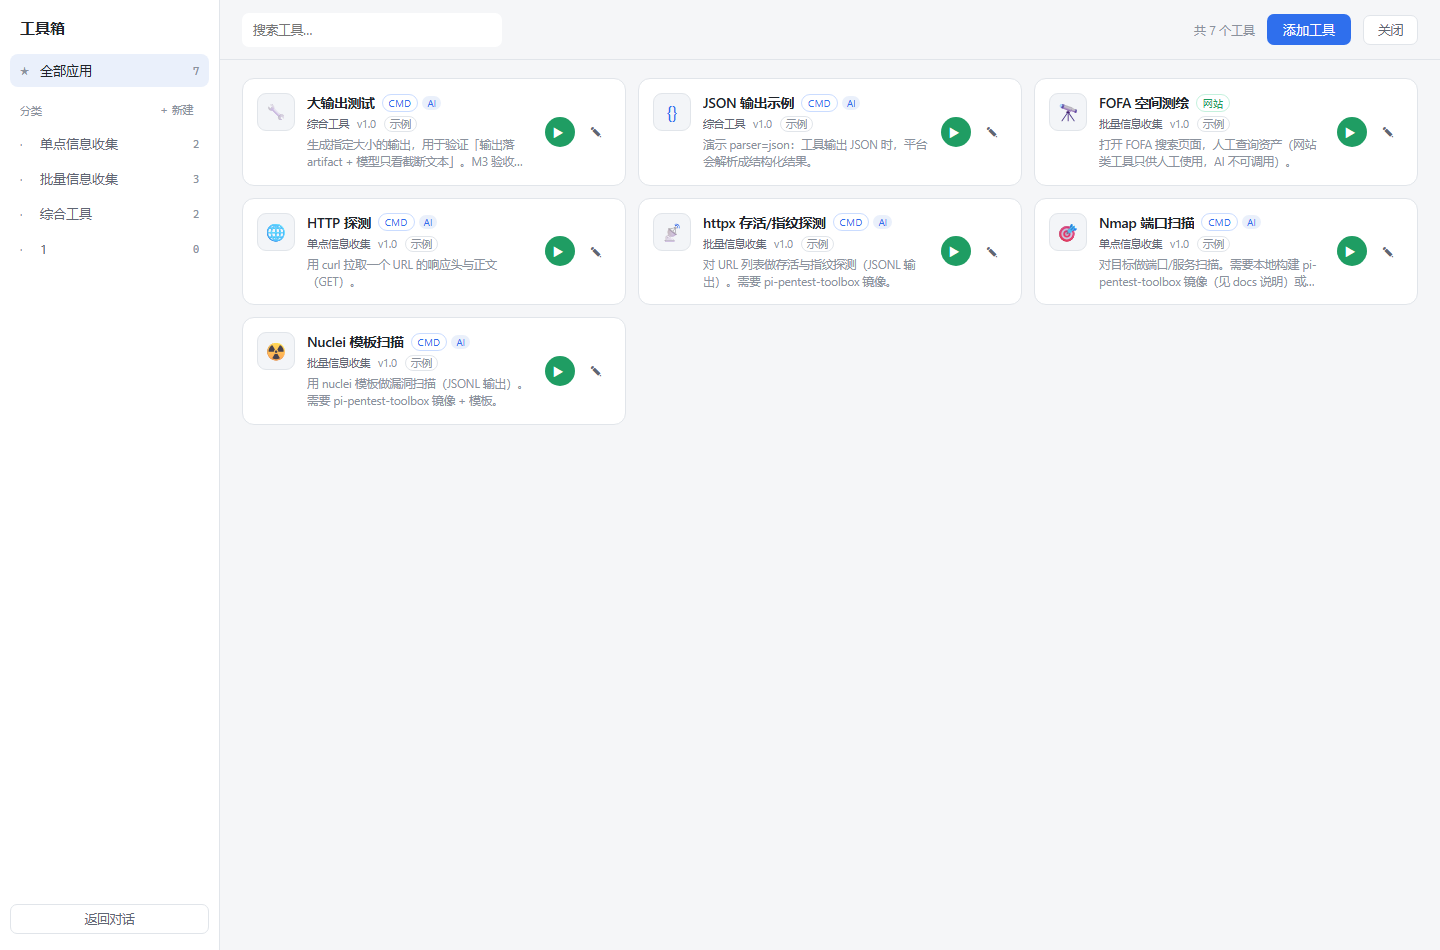 工具箱
★ 全部应用 7
分类 + 新建
· 单点信息收集 2
· 批量信息收集 3
· 综合工具 2
· 1 0
返回对话
搜索工具...
共 7 个工具
添加工具
关闭
大输出测试 CMD AI
综合工具 v1.0 示例
生成指定大小的输出，用于验证「输出落
artifact + 模型只看截断文本」。M3 验收...
{}
JSON 输出示例 CMD AI
综合工具 v1.0 示例
演示 parser=json：工具输出 JSON 时，平台
会解析成结构化结果。
FOFA 空间测绘 网站
批量信息收集 v1.0 示例
打开 FOFA 搜索页面，人工查询资产（网站
类工具只供人工使用，AI 不可调用）。
HTTP 探测 CMD AI
单点信息收集 v1.0 示例
用 curl 拉取一个 URL 的响应头与正文
（GET）。
httpx 存活/指纹探测 CMD AI
批量信息收集 v1.0 示例
对 URL 列表做存活与指纹探测（JSONL 输
出）。需要 pi-pentest-toolbox 镜像。
Nmap 端口扫描 CMD AI
单点信息收集 v1.0 示例
对目标做端口/服务扫描。需要本地构建 pi-
pentest-toolbox 镜像（见 docs 说明）或...
Nuclei 模板扫描 CMD AI
批量信息收集 v1.0 示例
用 nuclei 模板做漏洞扫描（JSONL 输出）。
需要 pi-pentest-toolbox 镜像 + 模板。